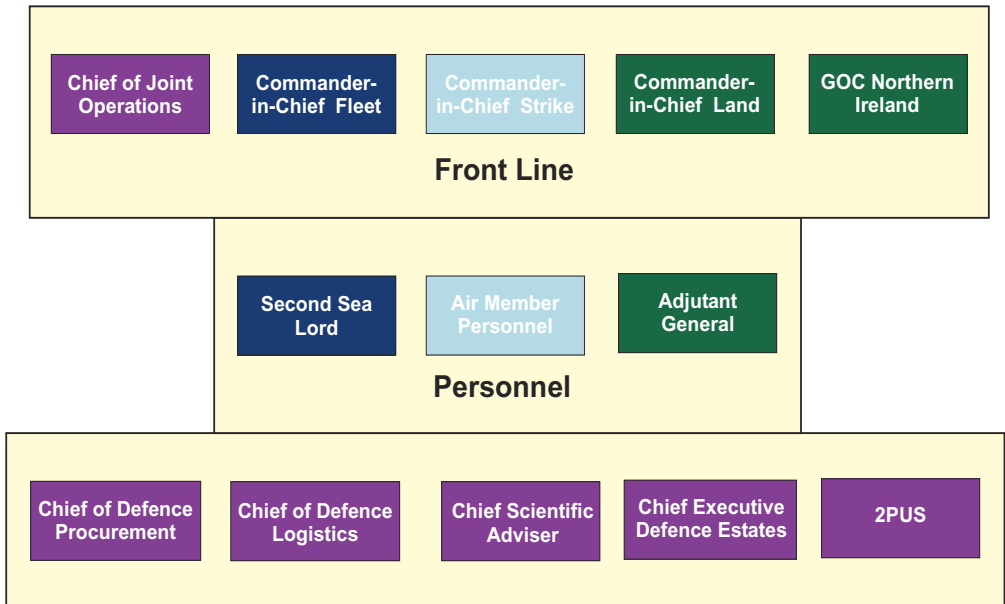 Chief of Joint
Operations
Commander-
in-Chief Fleet
Commander-
in-Chief Strike
Commander-
in-Chief Land
GOC Northern
Ireland
Front Line
Second Sea
Lord
Air Member
Personnel
Adjutant
General
Personnel
Chief of Defence
Procurement
Chief of Defence
Logistics
Chief Scientific
Adviser
Chief Executive
Defence Estates
2PUS